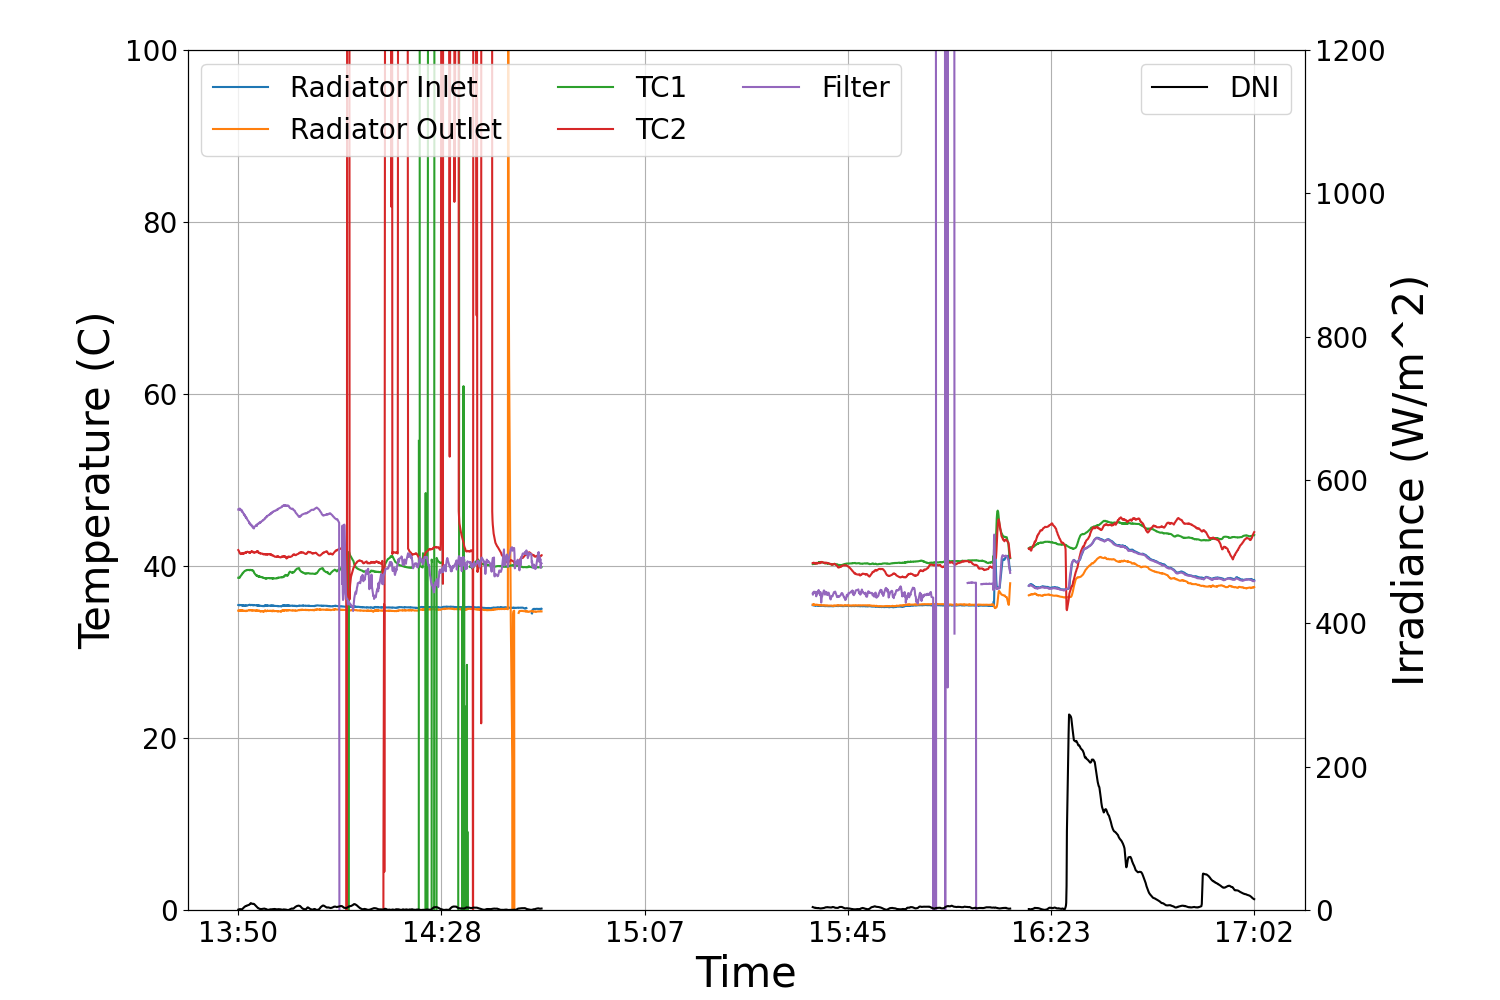 100
80
60
40
20
0
Temperature (C)
Radiator Inlet
Radiator Outlet
TC1
TC2
Filter
DNI
1200
1000
800
600
400
200
0
Irradiance (W/m^2)
13:50
14:28
15:07
15:45
16:23
17:02
Time